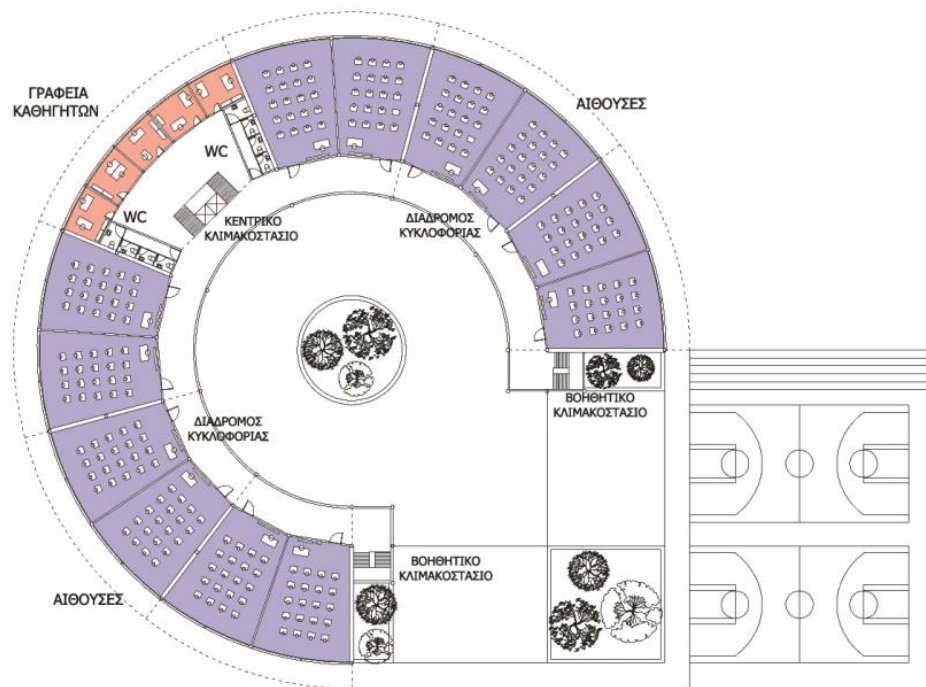 ΓΡΑΦΕΙΑ
ΚΑΘΗΓΗΤΩΝ
ΑΙΘΟΥΣΕΣ
WC
WC
ΚΕΝΤΡΙΚΟ
ΚΛΙΜΑΚΟΣΤΑΣΙΟ
ΔΙΑΔΡΟΜΟΣ
ΚΥΚΛΟΦΟΡΙΑΣ
ΒΟΗΘΗΤΙΚΟ
ΚΛΙΜΑΚΟΣΤΑΣΙΟ
ΔΙΑΔΡΟΜΟΣ
ΚΥΚΛΟΦΟΡΙΑΣ
ΒΟΗΘΗΤΙΚΟ
ΚΛΙΜΑΚΟΣΤΑΣΙΟ
ΑΙΘΟΥΣΕΣ